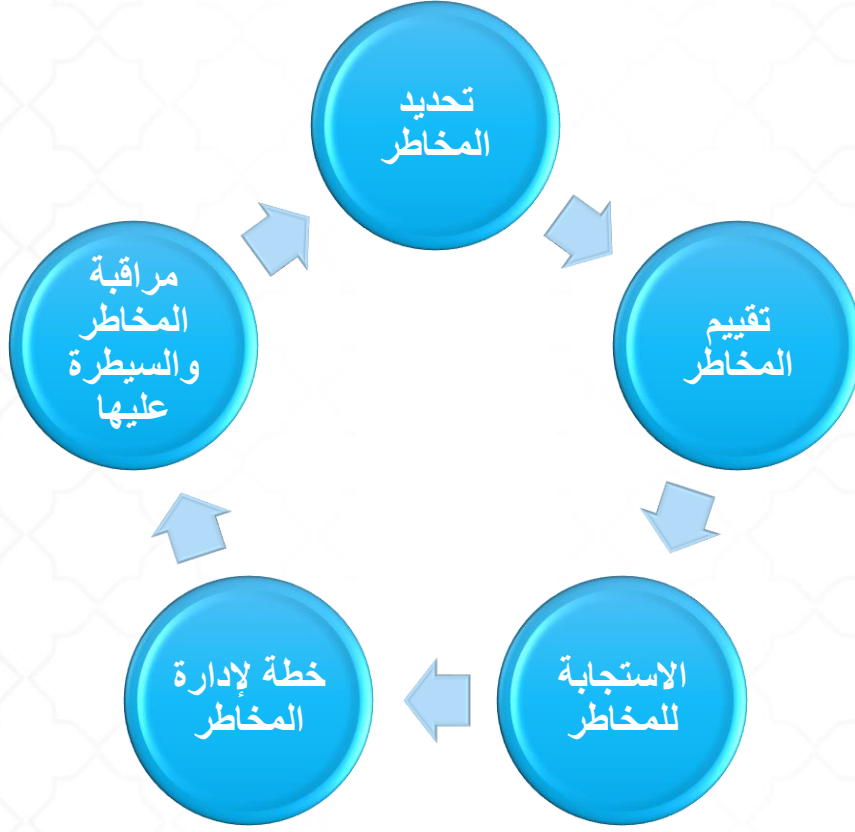 تحديد
المخاطر
تقييم
المخاطر
الاستجابة
للمخاطر
خطة لإدارة
المخاطر
مراقبة
المخاطر
والسيطرة
عليها